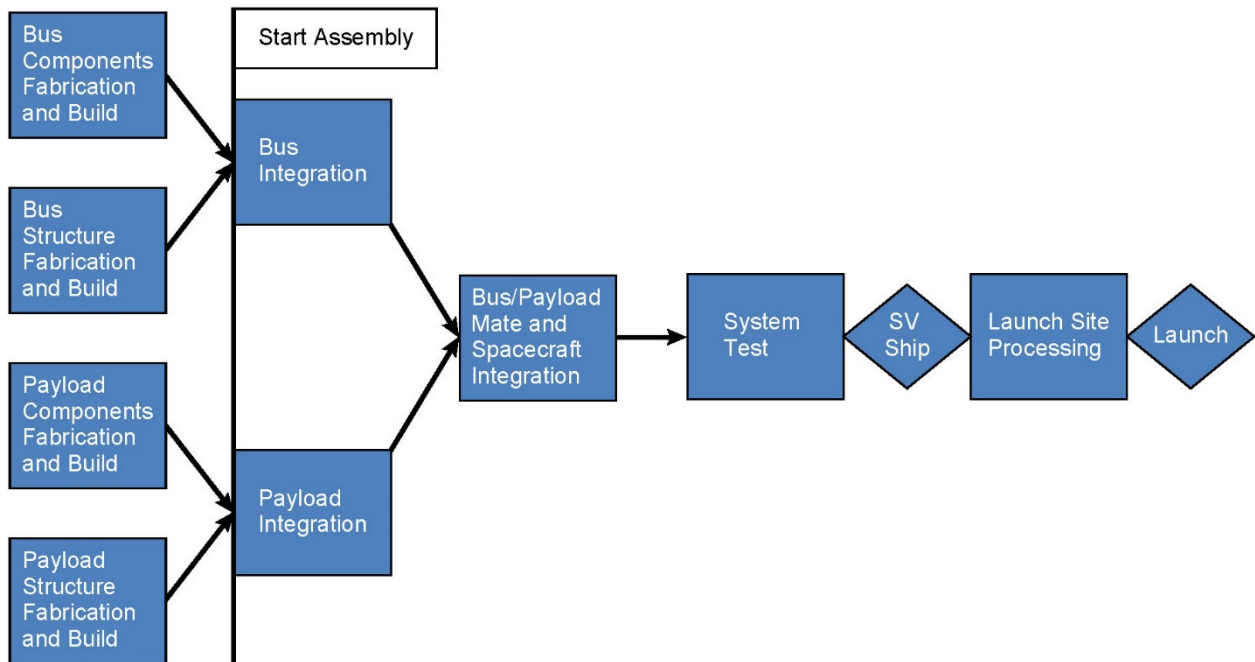 Bus
Components
Fabrication
and Build
Bus
Structure
Fabrication
and Build
Payload
Components
Fabrication
and Build
Payload
Structure
Fabrication
and Build
Start Assembly
Bus
Integration
Payload
Integration
Bus/Payload
Mate and
Spacecraft
Integration
System
Test
SV
Ship
Launch Site
Processing
Launch